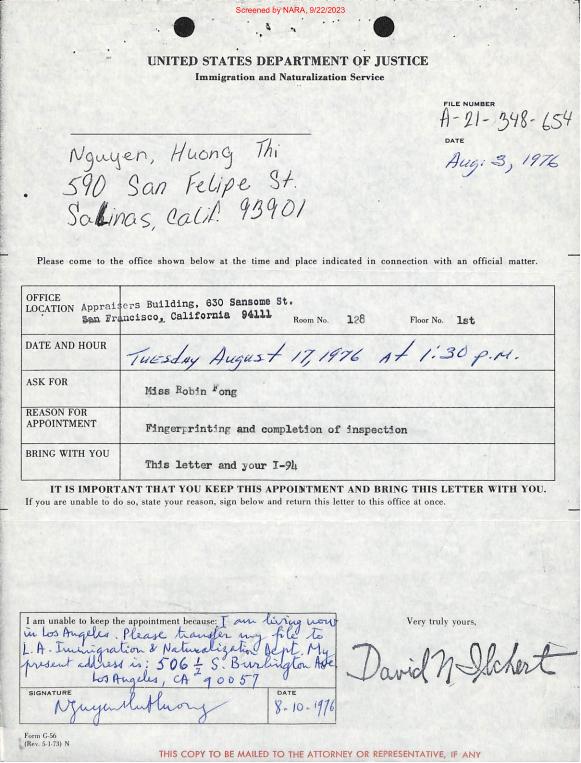 Screened by NARA, 9/22/2023
UNITED STATES DEPARTMENT OF JUSTICE
Immigration and Naturalization Service
FILE NUMBER
A-21-348-654
DATE
Aug. 3, 1976
Nguyen, Huong Thi
590 San Felipe St.
Salinas, Calif. 93901
Please come to the office shown below at the time and place indicated in connection with an official matter.
OFFICE LOCATION
Appraisers Building, 630 Sansome St.
San Francisco, California 94111 Room No. 128 Floor No. 1st
DATE AND HOUR
Tuesday August 17, 1976 At 1:30 p.m.
ASK FOR
Miss Robin Wong
REASON FOR APPOINTMENT
Fingerprinting and completion of inspection
BRING WITH YOU
This letter and your I-94
IT IS IMPORTANT THAT YOU KEEP THIS APPOINTMENT AND BRING THIS LETTER WITH YOU.
If you are unable to do so, state your reason, sign below and return this letter to this office at once.
I am unable to keep the appointment because: I am living now
in Los Angeles. Please transfer my file to
L.A. Immigration & Naturalization Dept. My
present address is: 506 1/2 S. Burlington Ave
Los Angeles, CA 90057
SIGNATURE
DATE
8-10-1976
Very truly yours,
David N Ilchert
Form G-56
(Rev. 5-1-73) N
THIS COPY TO BE MAILED TO THE ATTORNEY OR REPRESENTATIVE, IF ANY